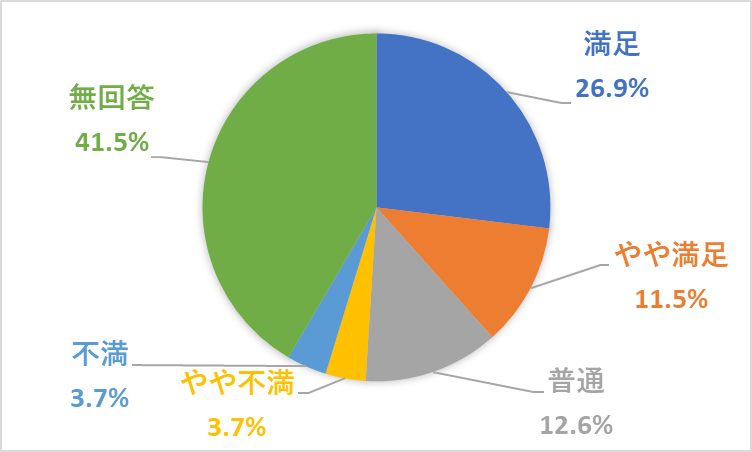 満足
26.9%
やや満足
11.5%
普通
12.6%
やや不満
3.7%
不満
3.7%
無回答
41.5%